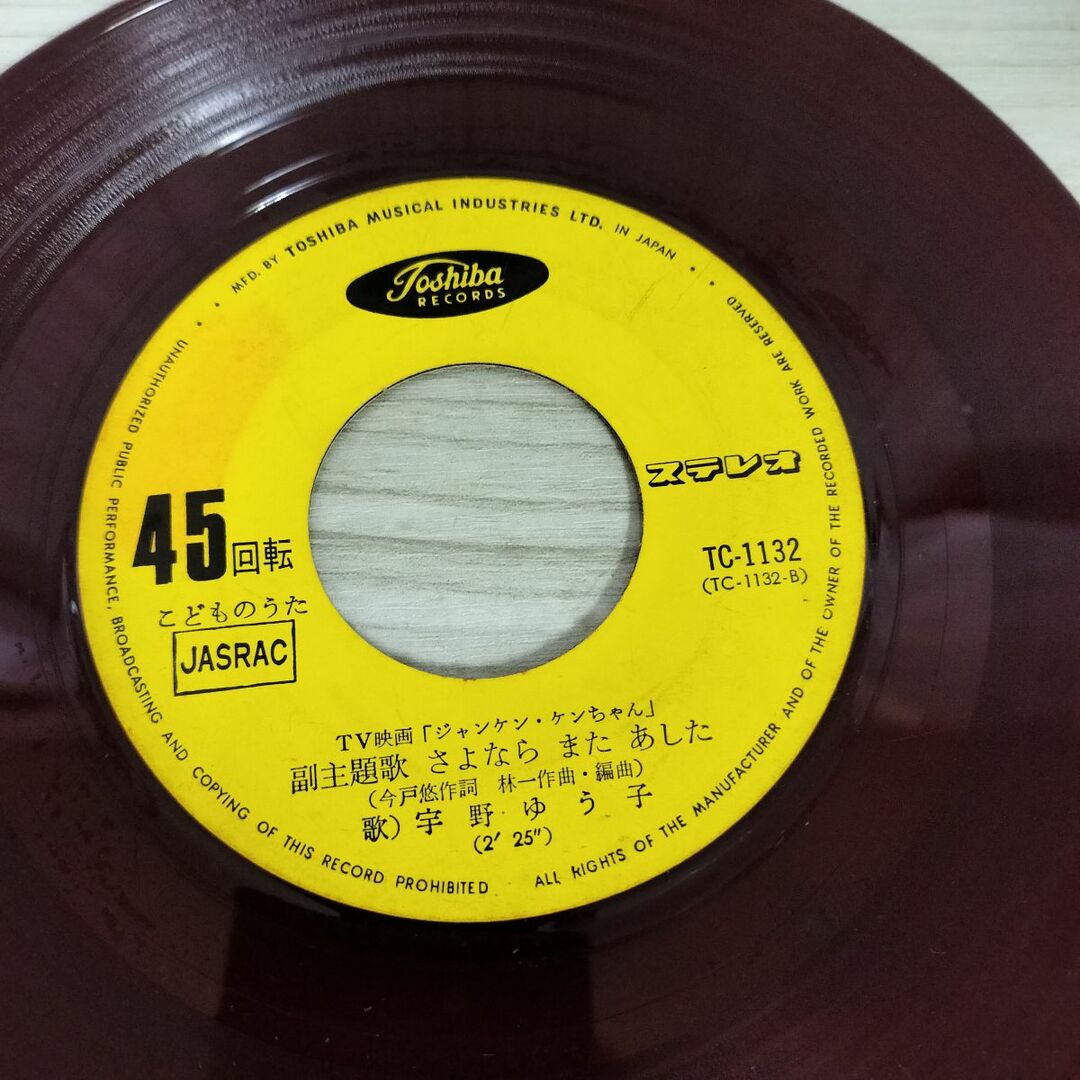 MFD. BY TOSHIBA MUSICAL INDUSTRIES LTD. IN JAPAN
Toshiba
RECORDS
ステレオ
45回転
TC-1132
(TC-1132-B)
こどものうた
JASRAC
TV映画「ジャンケン・ケンちゃん」
副主題歌 さよなら また あした
(今戸悠作詞 林一作曲・編曲)
歌) 宇野ゆう子
(2′ 25″)
UNAUTHORIZED PUBLIC PERFORMANCE, BROADCASTING AND COPYING OF THIS RECORD PROHIBITED
ALL RIGHTS OF THE MANUFACTURER AND OF THE OWNER OF THE RECORDED WORK ARE RESERVED